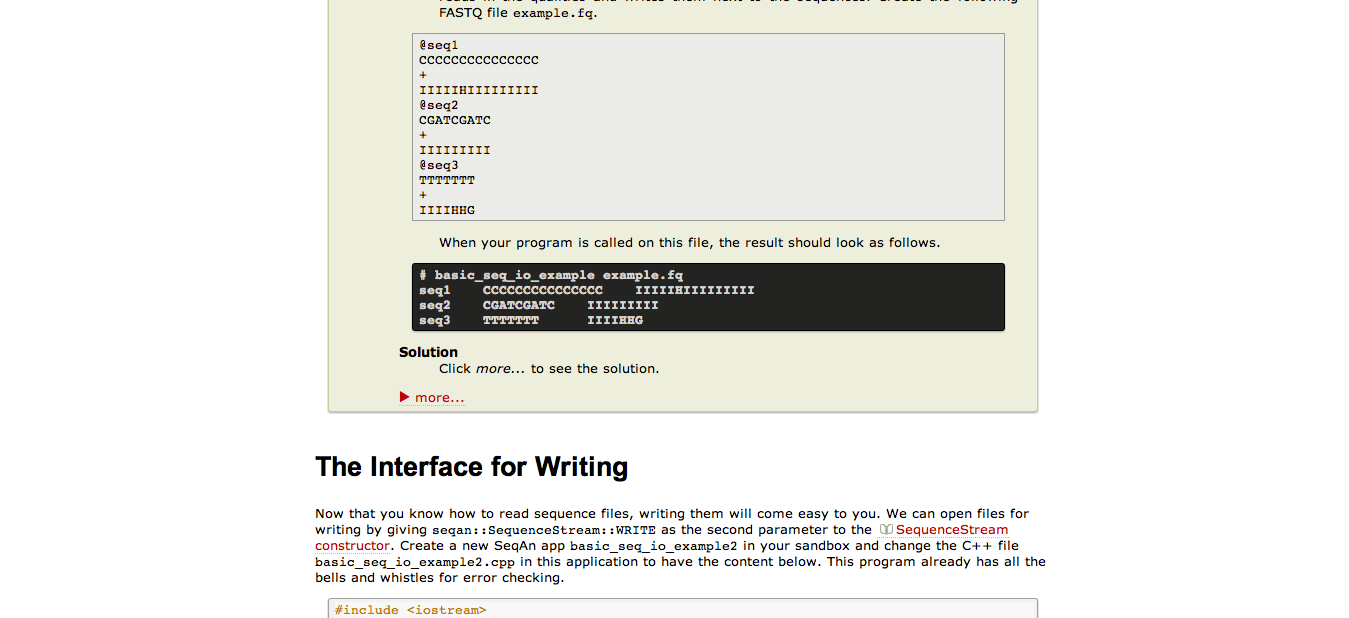 FASTQ file example.fq.
@seq1
CCCCCCCCCCCCCCC
+
IIIIIHIIIIIIIII
@seq2
CGATCGATC
+
IIIIIIIII
@seq3
TTTTTTT
+
IIIIHHG
When your program is called on this file, the result should look as follows.
# basic_seq_io_example example.fq
seq1    CCCCCCCCCCCCCCC    IIIIIHIIIIIIIII
seq2    CGATCGATC    IIIIIIIII
seq3    TTTTTTT      IIIIHHG
Solution
Click more... to see the solution.
more...
The Interface for Writing
Now that you know how to read sequence files, writing them will come easy to you. We can open files for
writing by giving seqan::SequenceStream::WRITE as the second parameter to the SequenceStream
constructor. Create a new SeqAn app basic_seq_io_example2 in your sandbox and change the C++ file
basic_seq_io_example2.cpp in this application to have the content below. This program already has all the
bells and whistles for error checking.
#include <iostream>